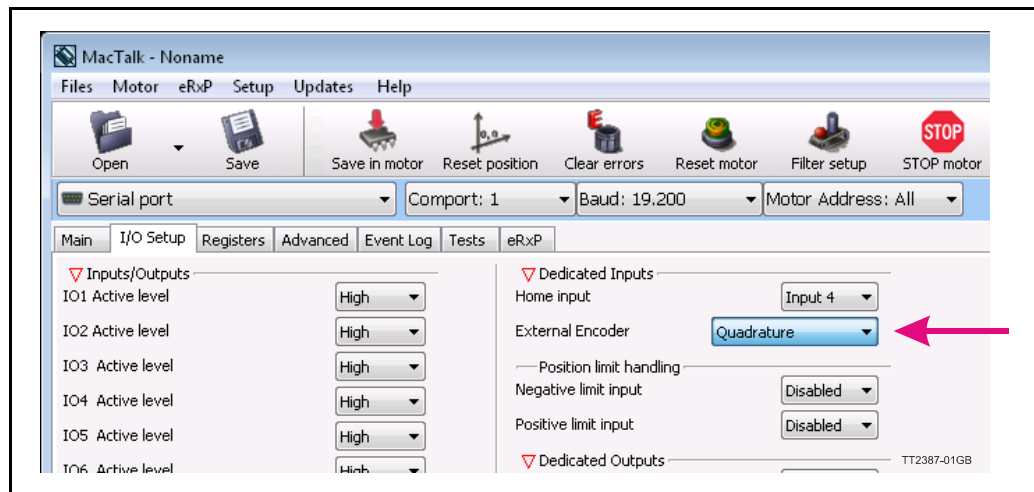 MacTalk - Noname
Files Motor eRxP Setup Updates Help
Open Save Save in motor Reset position Clear errors Reset motor Filter setup STOP motor
STOP
Serial port Comport: 1 Baud: 19.200 Motor Address: All
Main I/O Setup Registers Advanced Event Log Tests eRxP
Inputs/Outputs
IO1 Active level High
IO2 Active level High
IO3 Active level High
IO4 Active level High
IO5 Active level High
IO6 Active level High
Dedicated Inputs
Home input Input 4
External Encoder Quadrature
Position limit handling
Negative limit input Disabled
Positive limit input Disabled
Dedicated Outputs
TT2387-01GB